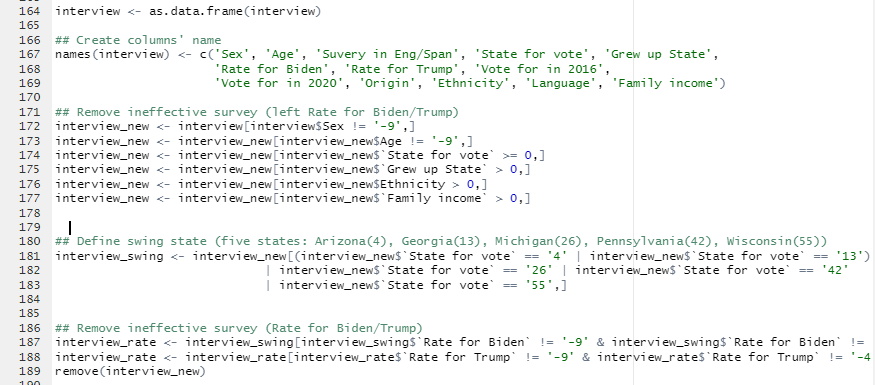 164 interview <- as.data.frame(interview)
165
166 ## Create columns' name
167 names(interview) <- c('Sex', 'Age', 'Suvery in Eng/Span', 'State for vote', 'Grew up State',
168 'Rate for Biden', 'Rate for Trump', 'Vote for in 2016',
169 'Vote for in 2020', 'Origin', 'Ethnicity', 'Language', 'Family income')
170
171 ## Remove ineffective survey (left Rate for Biden/Trump)
172 interview_new <- interview[interview$Sex != '-9',]
173 interview_new <- interview_new[interview_new$Age != '-9',]
174 interview_new <- interview_new[interview_new$`State for vote` >= 0,]
175 interview_new <- interview_new[interview_new$`Grew up State` > 0,]
176 interview_new <- interview_new[interview_new$Ethnicity > 0,]
177 interview_new <- interview_new[interview_new$`Family income` > 0,]
178
179
180 ## Define swing state (five states: Arizona(4), Georgia(13), Michigan(26), Pennsylvania(42), Wisconsin(55))
181 interview_swing <- interview_new[(interview_new$`State for vote` == '4' | interview_new$`State for vote` == '13')
182 | interview_new$`State for vote` == '26' | interview_new$`State for vote` == '42'
183 | interview_new$`State for vote` == '55',]
184
185
186 ## Remove ineffective survey (Rate for Biden/Trump)
187 interview_rate <- interview_swing[interview_swing$`Rate for Biden` != '-9' & interview_swing$`Rate for Biden` !=
188 interview_rate <- interview_rate[interview_rate$`Rate for Trump` != '-9' & interview_rate$`Rate for Trump` != '-4
189 remove(interview_new)